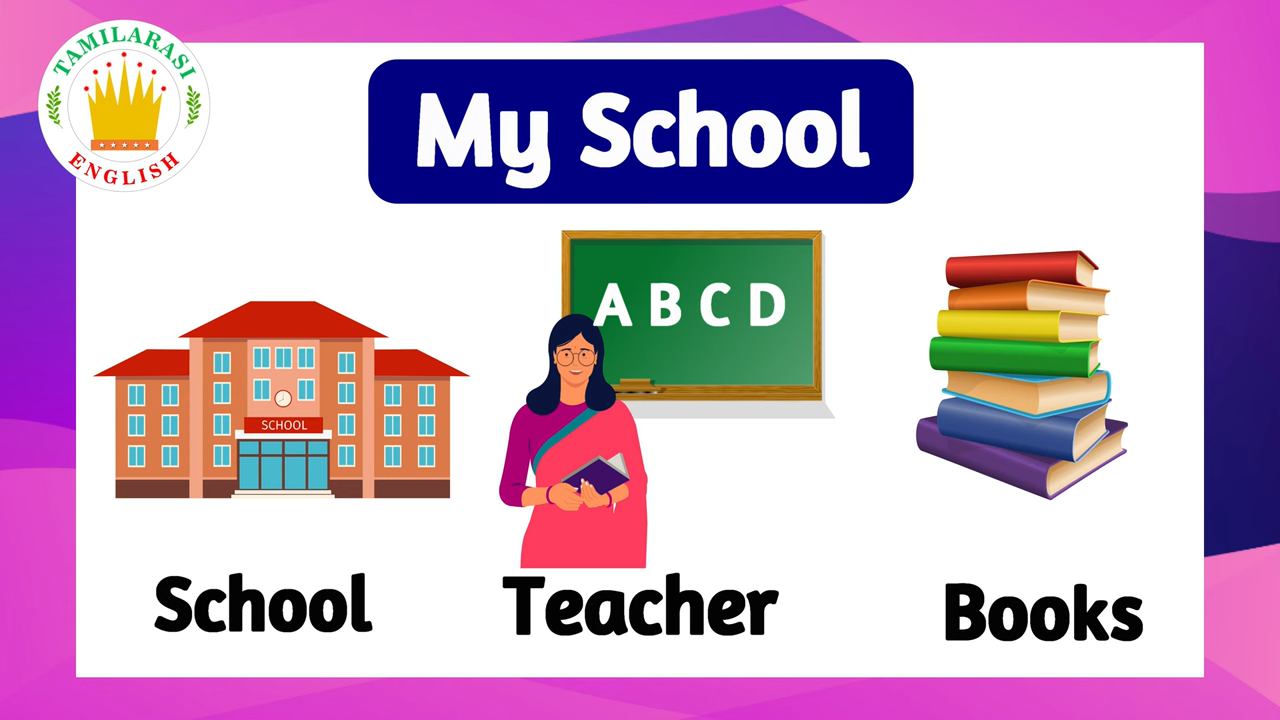 TAMILARASI
ENGLISH
My School
A B C D
SCHOOL
School
Teacher
Books